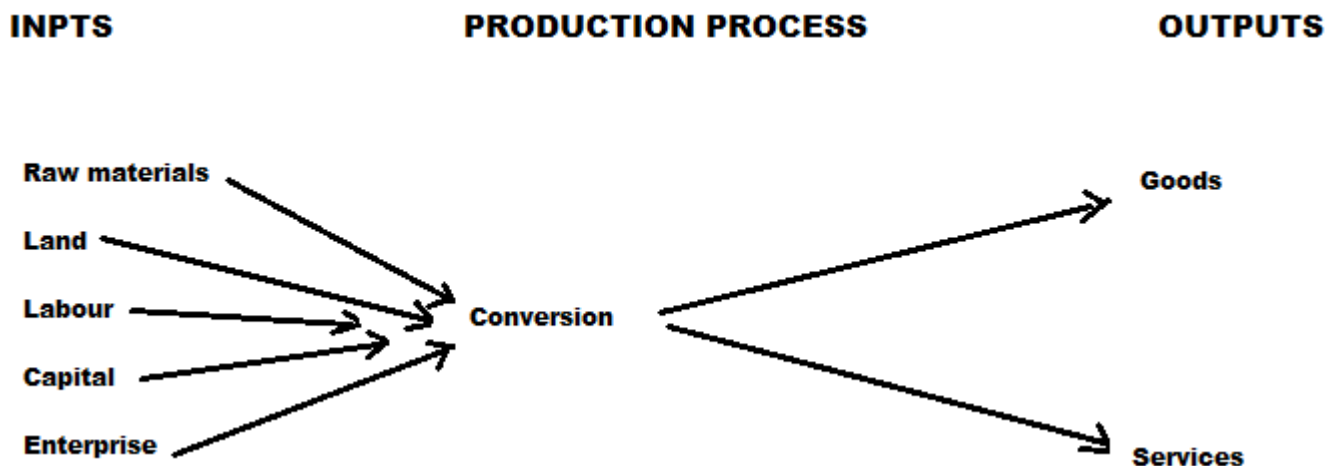 INPTS PRODUCTION PROCESS OUTPUTS
Raw materials
Goods
Land
Labour
Conversion
Capital
Enterprise
Services